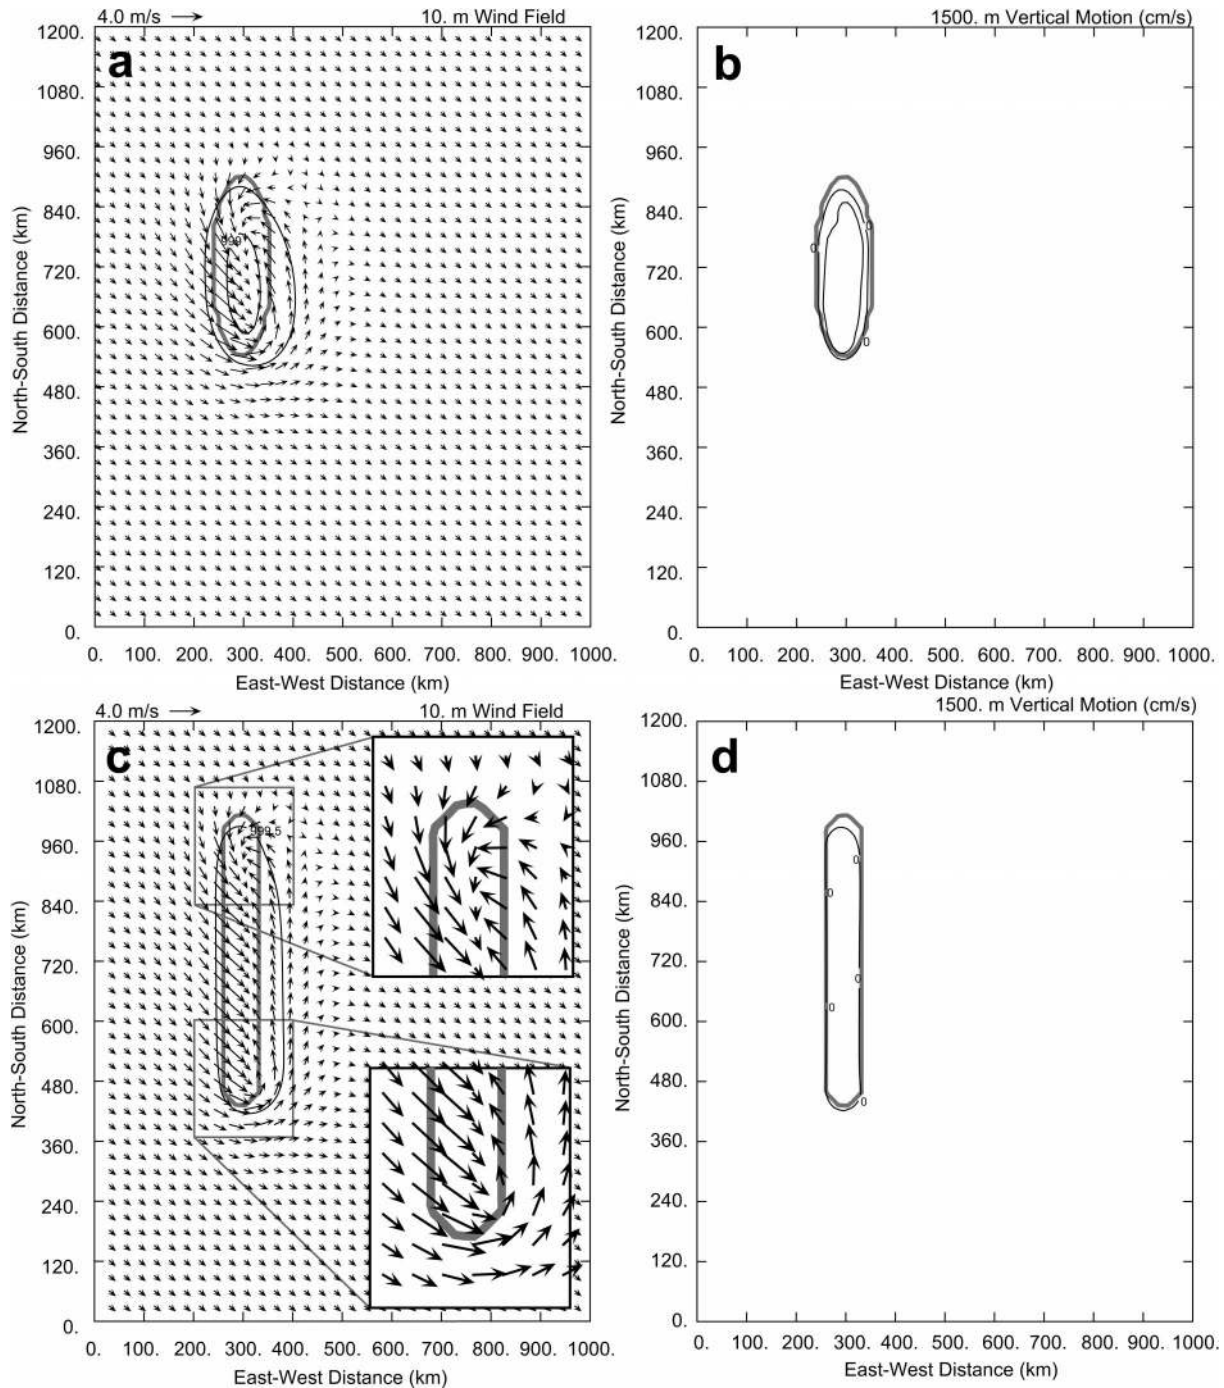 4.0 m/s 10. m Wind Field
1500. m Vertical Motion (cm/s)
a
b
1200.
1080.
960.
840.
720.
600.
480.
360.
240.
120.
0.
North-South Distance (km)
0. 100. 200. 300. 400. 500. 600. 700. 800. 900. 1000.
East-West Distance (km)
1200.
1080.
960.
840.
720.
600.
480.
360.
240.
120.
0.
North-South Distance (km)
0
0
0
0. 100. 200. 300. 400. 500. 600. 700. 800. 900. 1000.
East-West Distance (km)
4.0 m/s 10. m Wind Field
1500. m Vertical Motion (cm/s)
c
d
999.5
1200.
1080.
960.
840.
720.
600.
480.
360.
240.
120.
0.
North-South Distance (km)
0. 100. 200. 300. 400. 500. 600. 700. 800. 900. 1000.
East-West Distance (km)
1200.
1080.
960.
840.
720.
600.
480.
360.
240.
120.
0.
North-South Distance (km)
0
0
0
0
0
0. 100. 200. 300. 400. 500. 600. 700. 800. 900. 1000.
East-West Distance (km)